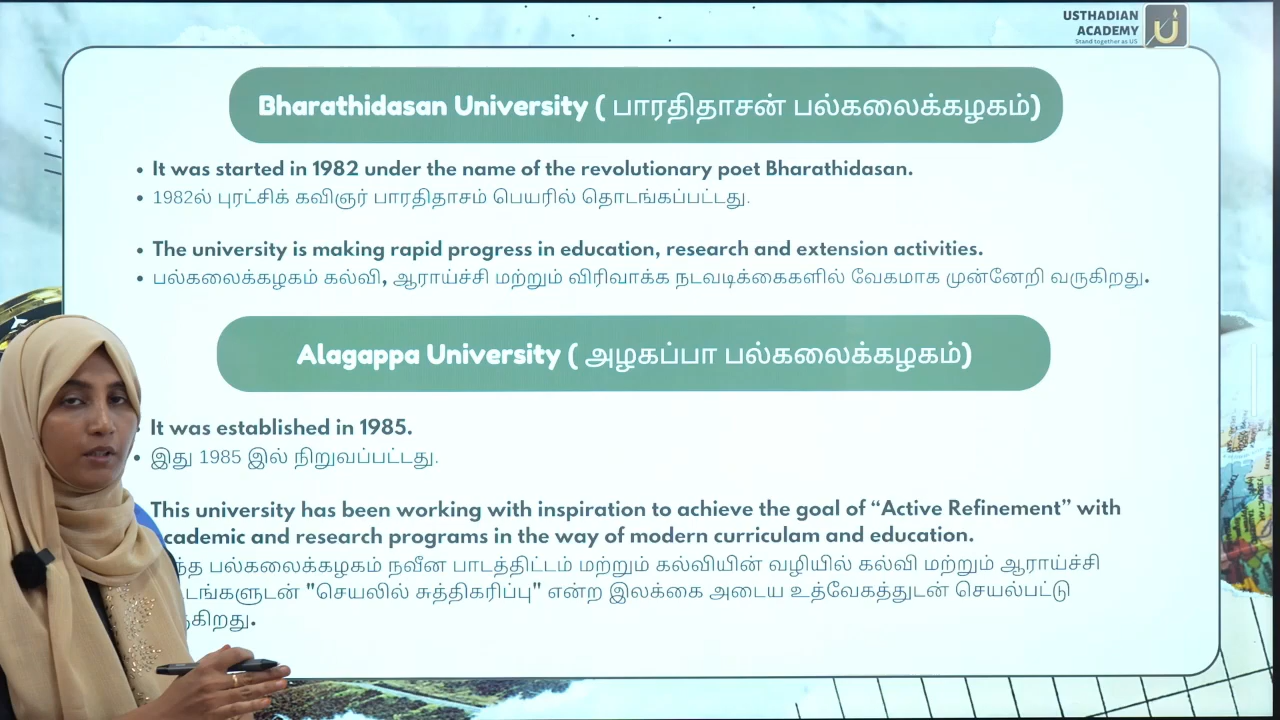 USTHADIAN
ACADEMY
Stand together as US
Bharathidasan University ( பாரதிதாசன் பல்கலைக்கழகம்)
• It was started in 1982 under the name of the revolutionary poet Bharathidasan.
• 1982ல் புரட்சிக் கவிஞர் பாரதிதாசம் பெயரில் தொடங்கப்பட்டது.
• The university is making rapid progress in education, research and extension activities.
• பல்கலைக்கழகம் கல்வி, ஆராய்ச்சி மற்றும் விரிவாக்க நடவடிக்கைகளில் வேகமாக முன்னேறி வருகிறது.
Alagappa University ( அழகப்பா பல்கலைக்கழகம்)
It was established in 1985.
• இது 1985 இல் நிறுவப்பட்டது.
This university has been working with inspiration to achieve the goal of “Active Refinement” with
and research programs in the way of modern curriculam and education.
பல்கலைக்கழகம் நவீன பாடத்திட்டம் மற்றும் கல்வியின் வழியில் கல்வி மற்றும் ஆராய்ச்சி
"செயலில் சுத்திகரிப்பு" என்ற இலக்கை அடைய உத்வேகத்துடன் செயல்பட்டு